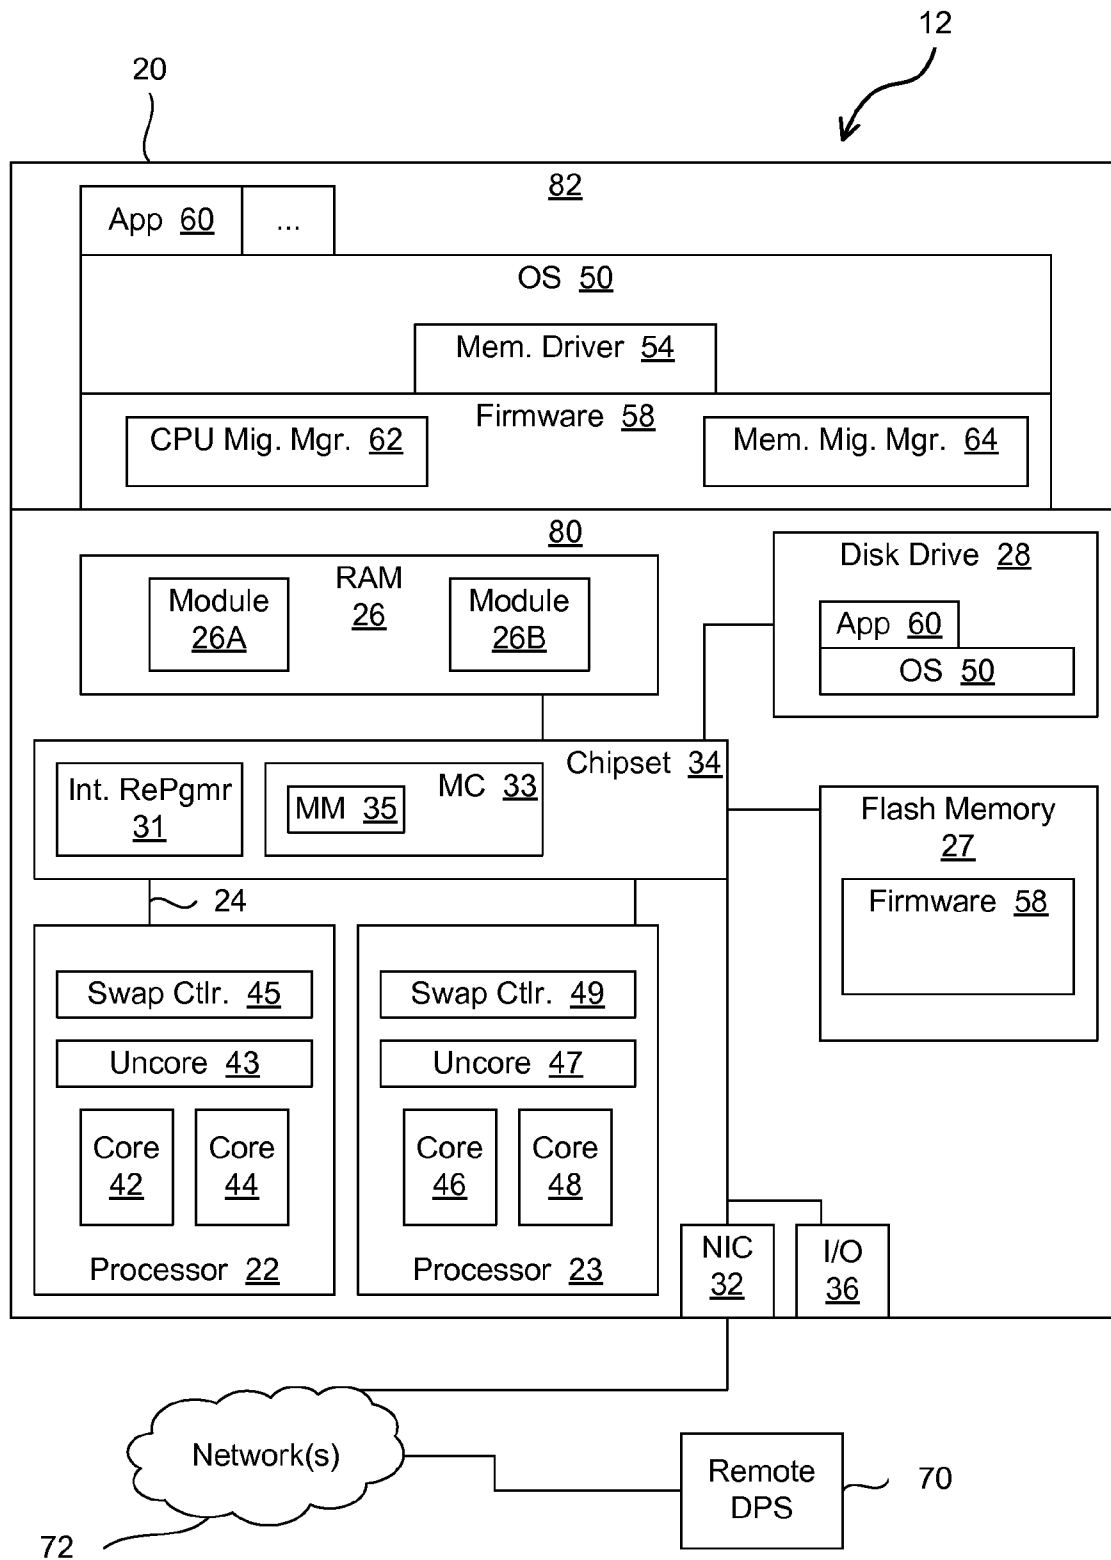 12
20
82
App 60
...
OS 50
Mem. Driver 54
Firmware 58
CPU Mig. Mgr. 62
Mem. Mig. Mgr. 64
80
RAM
26
Module
26A
Module
26B
Disk Drive 28
App 60
OS 50
Chipset 34
Int. RePgmr
31
MC 33
MM 35
Flash Memory
27
Firmware 58
24
Swap Ctlr. 45
Uncore 43
Core
42
Core
44
Processor 22
Swap Ctlr. 49
Uncore 47
Core
46
Core
48
Processor 23
NIC
32
I/O
36
Network(s)
72
Remote
DPS
70